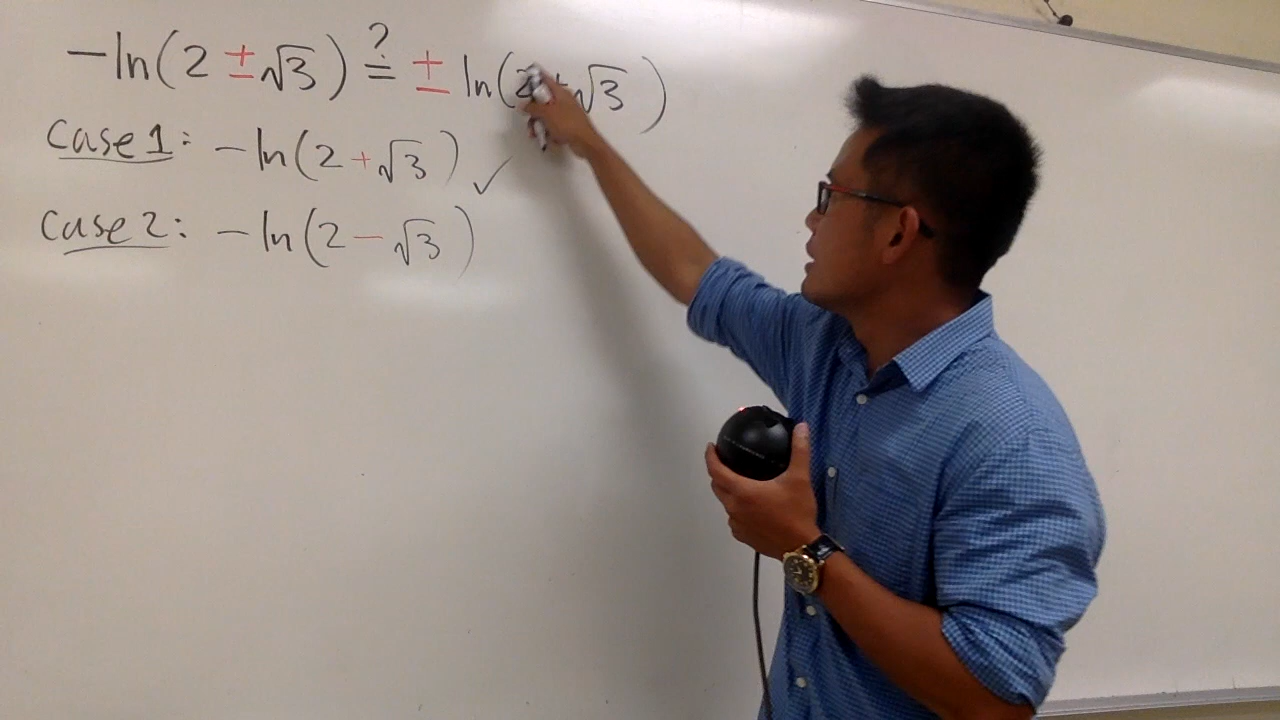 -ln(2 ± √3) ≟ ± ln(2+√3)
Case 1: -ln(2+√3) ✓
Case 2: -ln(2-√3)